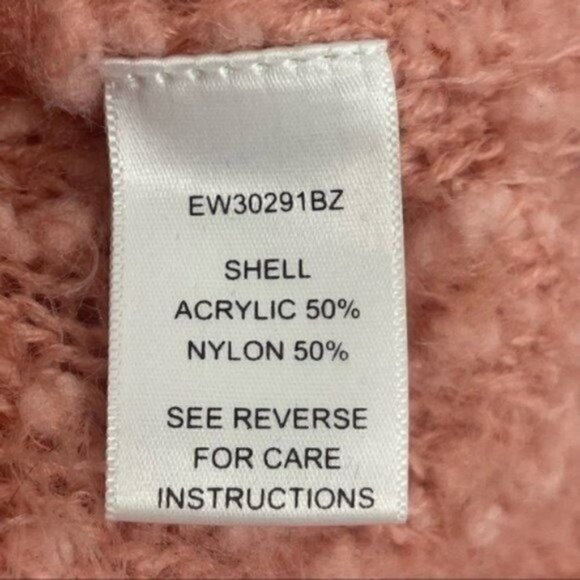 EW30291BZ
SHELL
ACRYLIC 50%
NYLON 50%
SEE REVERSE
FOR CARE
INSTRUCTIONS